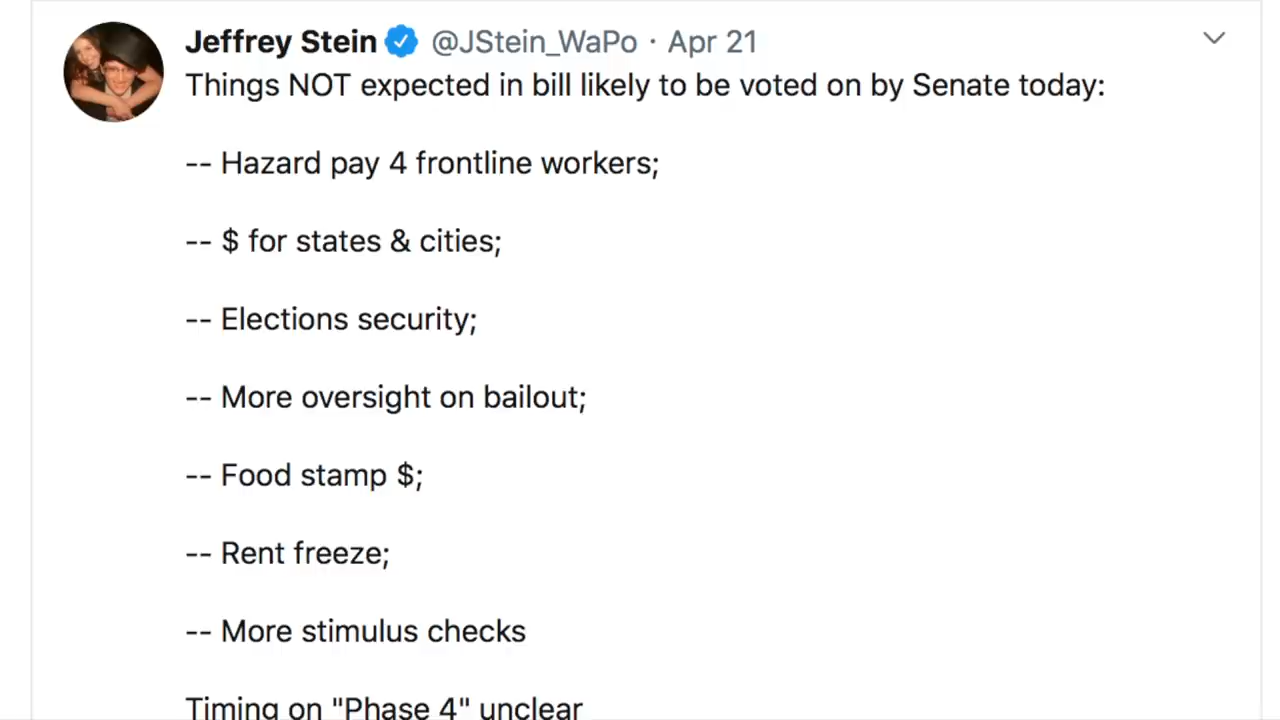 Jeffrey Stein @JStein_WaPo · Apr 21
Things NOT expected in bill likely to be voted on by Senate today:
-- Hazard pay 4 frontline workers;
-- $ for states & cities;
-- Elections security;
-- More oversight on bailout;
-- Food stamp $;
-- Rent freeze;
-- More stimulus checks
Timing on "Phase 4" unclear